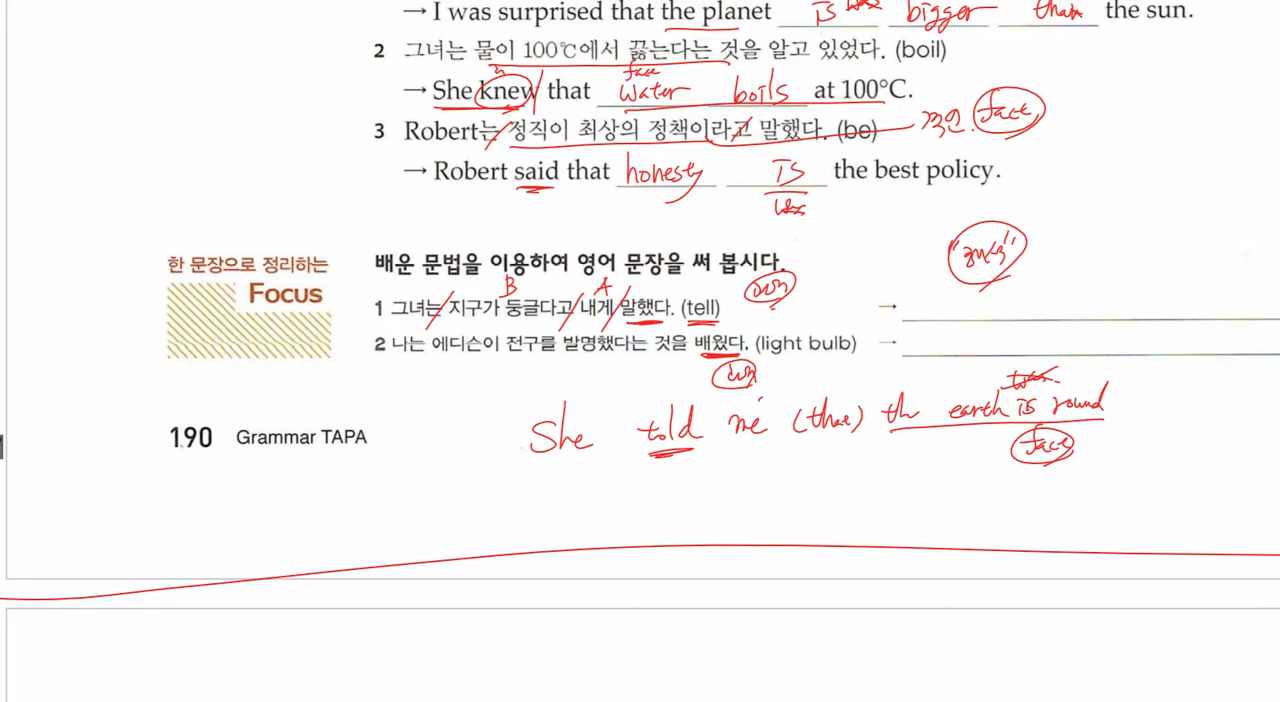 → I was surprised that the planet is was bigger than the sun.
2 그녀는 물이 100℃에서 끓는다는 것을 알고 있었다. (boil)
fact
→ She knew that water boils at 100°C.
3 Robert는 정직이 최상의 정책이라고 말했다. (be) 격언. fact
→ Robert said that honesty is the best policy.
was
한 문장으로 정리하는
Focus
배운 문법을 이용하여 영어 문장을 써 봅시다.
B A
1 그녀는 지구가 둥글다고 내게 말했다. (tell) →
2 나는 에디슨이 전구를 발명했다는 것을 배웠다. (light bulb) →
She told me (that) the earth is round
fact
190 Grammar TAPA